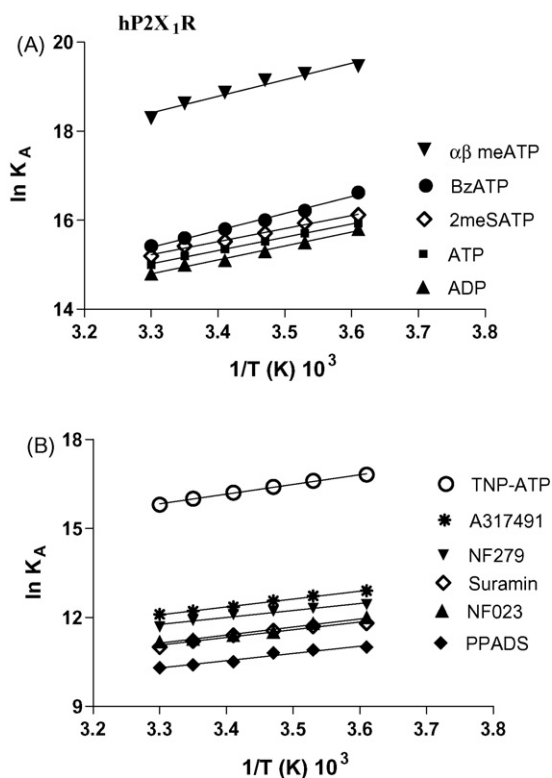 hP2X₁R
(A)
20
18
16
14
ln K_A
3.2 3.3 3.4 3.5 3.6 3.7 3.8
1/T (K) 10³
αβ meATP
BzATP
2meSATP
ATP
ADP
(B)
18
15
12
9
ln K_A
3.2 3.3 3.4 3.5 3.6 3.7 3.8
1/T (K) 10³
TNP-ATP
A317491
NF279
Suramin
NF023
PPADS